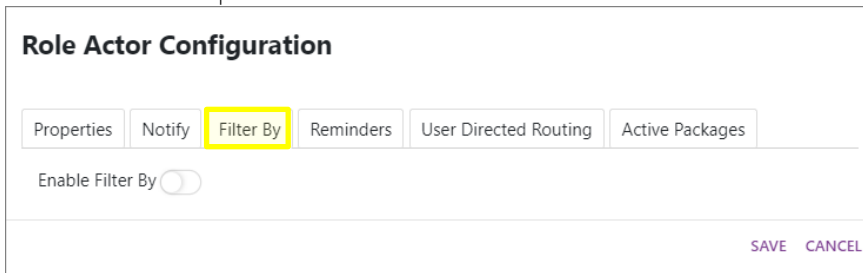 Role Actor Configuration
Properties Notify Filter By Reminders User Directed Routing Active Packages
Enable Filter By
SAVE CANCEL